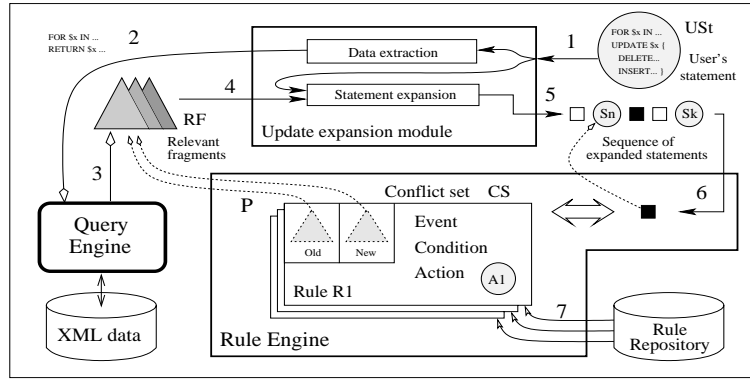 FOR $x IN ...
RETURN $x ...
2
Data extraction
1
FOR $x IN ...
UPDATE $x {
DELETE...
INSERT... }
USt
User's
statement
4
Statement expansion
5
Sn
Sk
RF
Relevant
fragments
Update expansion module
Sequence of
expanded statements
3
P
Conflict set CS
6
Query
Engine
Old
New
Event
Condition
Action
A1
Rule R1
7
XML data
Rule Engine
Rule
Repository